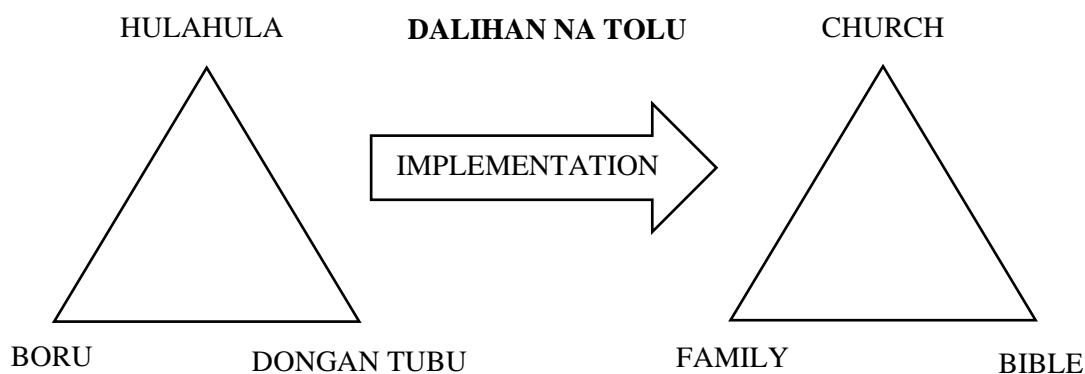 HULAHULA
DALIHAN NA TOLU
CHURCH
IMPLEMENTATION
BORU
DONGAN TUBU
FAMILY
BIBLE